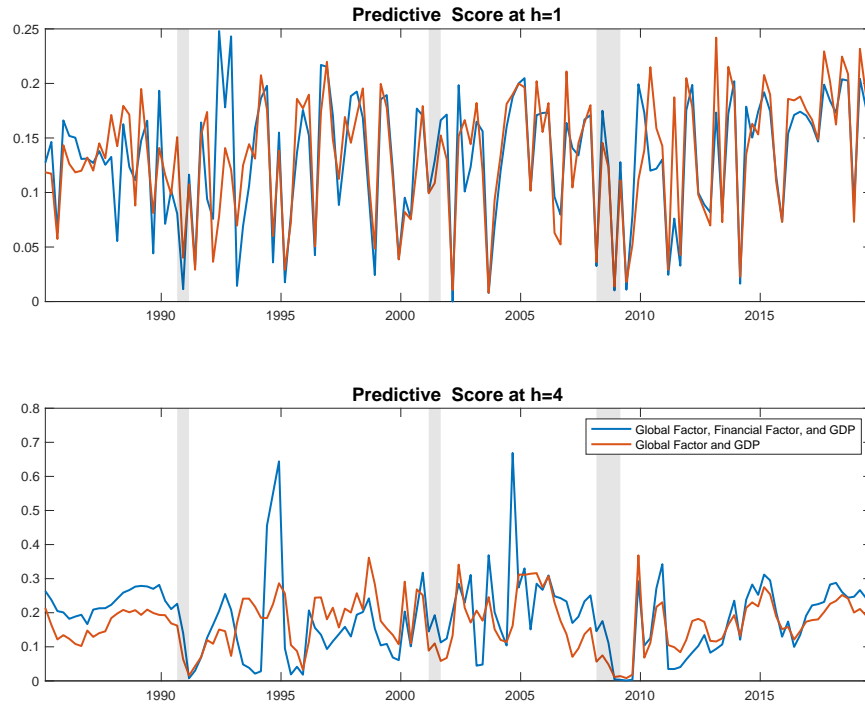 Predictive Score at h=1
0.25
0.2
0.15
0.1
0.05
0
1990 1995 2000 2005 2010 2015
Predictive Score at h=4
0.8
0.7
0.6
0.5
0.4
0.3
0.2
0.1
0
Global Factor, Financial Factor, and GDP
Global Factor and GDP
1990 1995 2000 2005 2010 2015